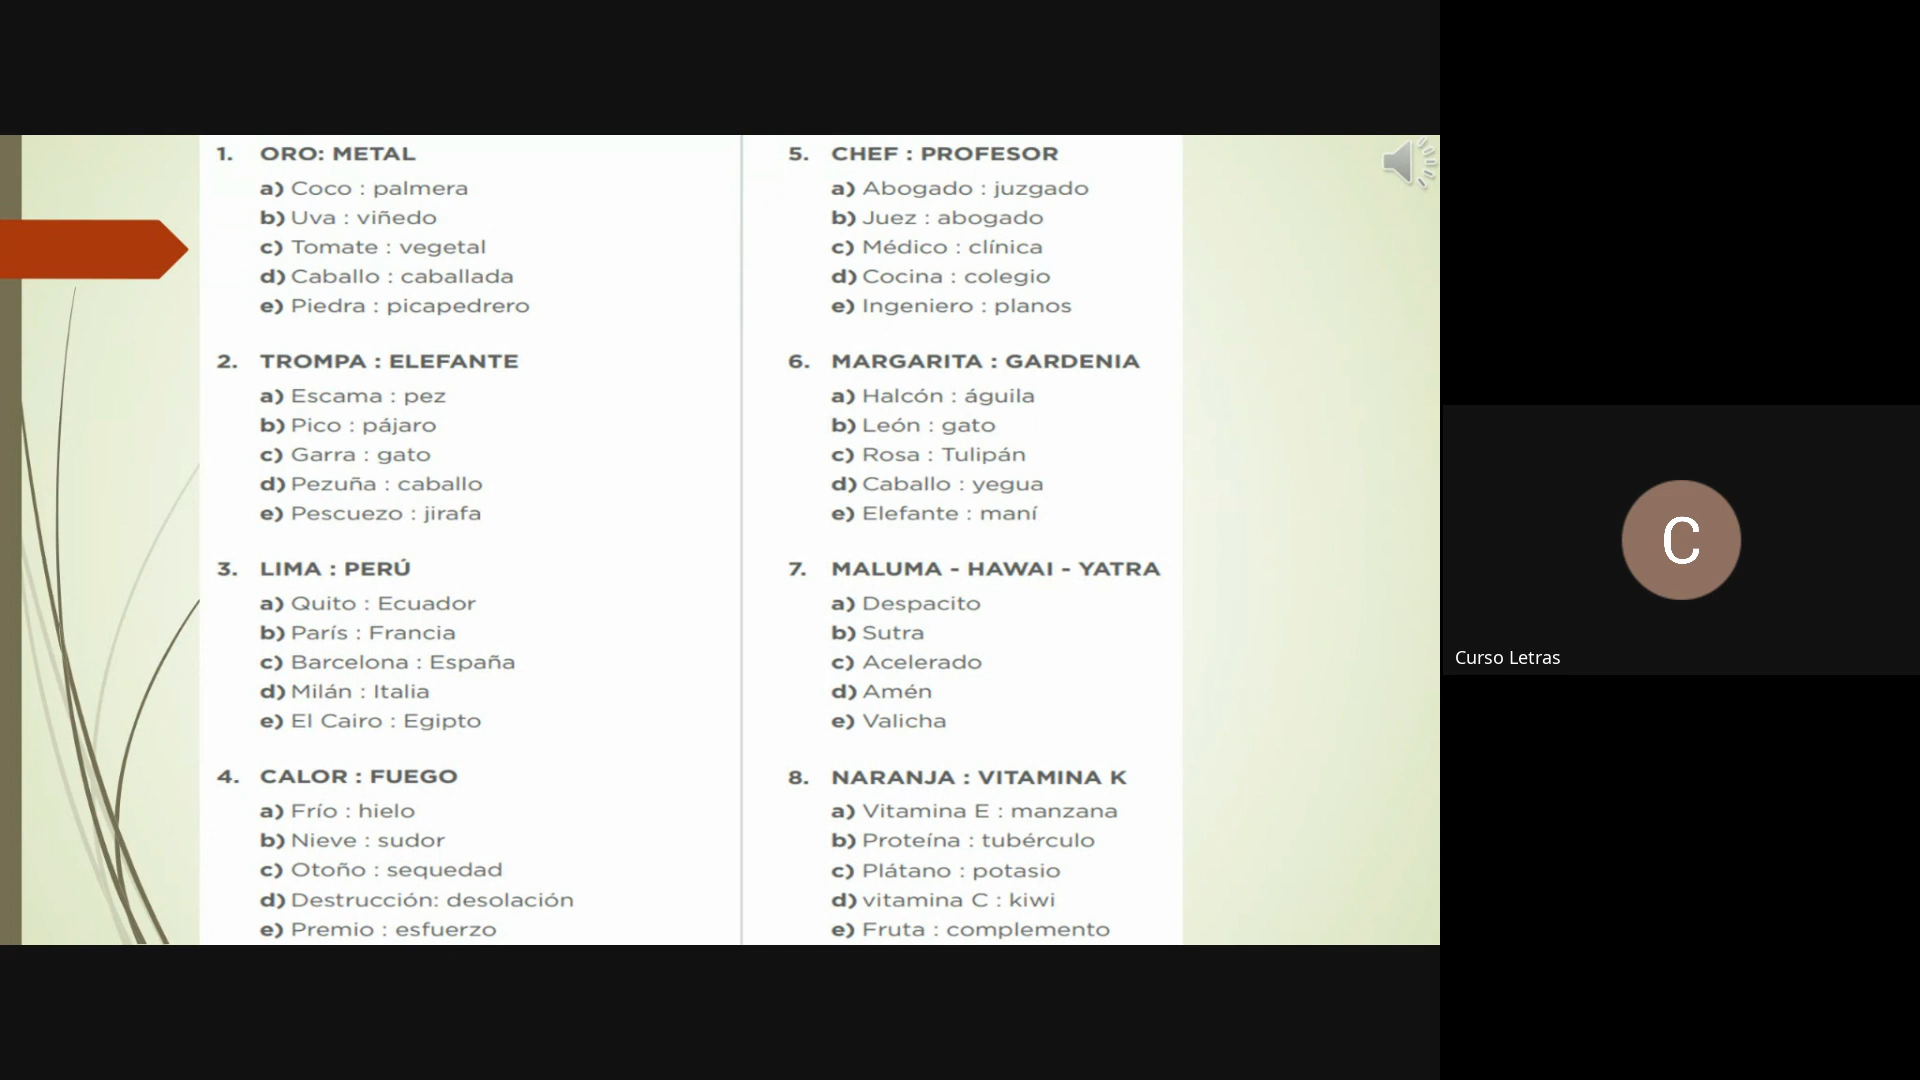 1. ORO: METAL
a) Coco : palmera
b) Uva : viñedo
c) Tomate : vegetal
d) Caballo : caballada
e) Piedra : picapedrero
2. TROMPA : ELEFANTE
a) Escama : pez
b) Pico : pájaro
c) Garra : gato
d) Pezuña : caballo
e) Pescuezo : jirafa
3. LIMA : PERÚ
a) Quito : Ecuador
b) París : Francia
c) Barcelona : España
d) Milán : Italia
e) El Cairo : Egipto
4. CALOR : FUEGO
a) Frío : hielo
b) Nieve : sudor
c) Otoño : sequedad
d) Destrucción: desolación
e) Premio : esfuerzo
5. CHEF : PROFESOR
a) Abogado : juzgado
b) Juez : abogado
c) Médico : clínica
d) Cocina : colegio
e) Ingeniero : planos
6. MARGARITA : GARDENIA
a) Halcón : águila
b) León : gato
c) Rosa : Tulipán
d) Caballo : yegua
e) Elefante : maní
7. MALUMA - HAWAI - YATRA
a) Despacito
b) Sutra
c) Acelerado
d) Amén
e) Valicha
8. NARANJA : VITAMINA K
a) Vitamina E : manzana
b) Proteína : tubérculo
c) Plátano : potasio
d) vitamina C : kiwi
e) Fruta : complemento
C
Curso Letras